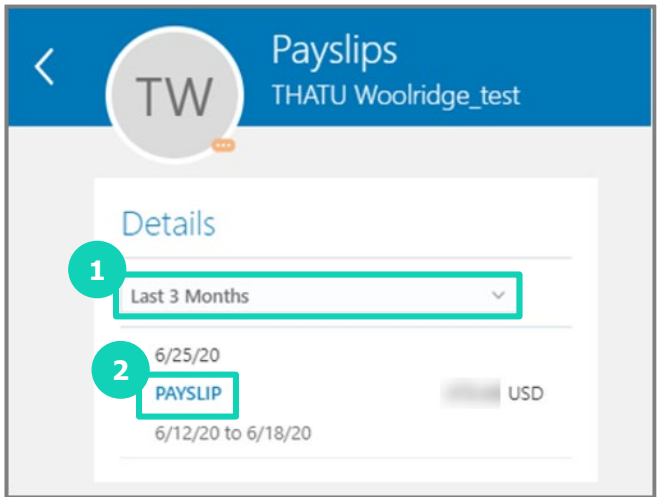 Payslips
TW
THATU Woolridge_test
Details
1
Last 3 Months
6/25/20
2
PAYSLIP
USD
6/12/20 to 6/18/20